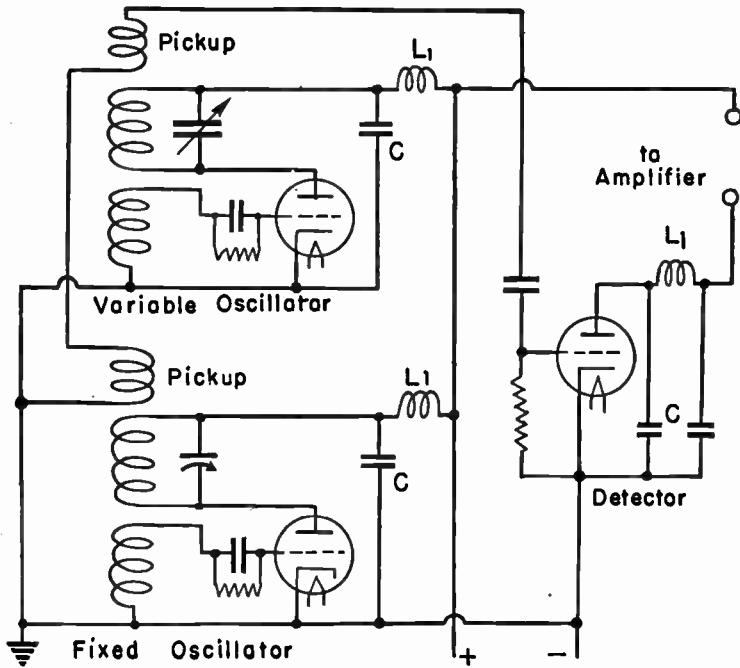 Pickup
L1
C
to
Amplifier
L1
Variable Oscillator
Pickup
L1
C
C
Detector
Fixed Oscillator
+
-